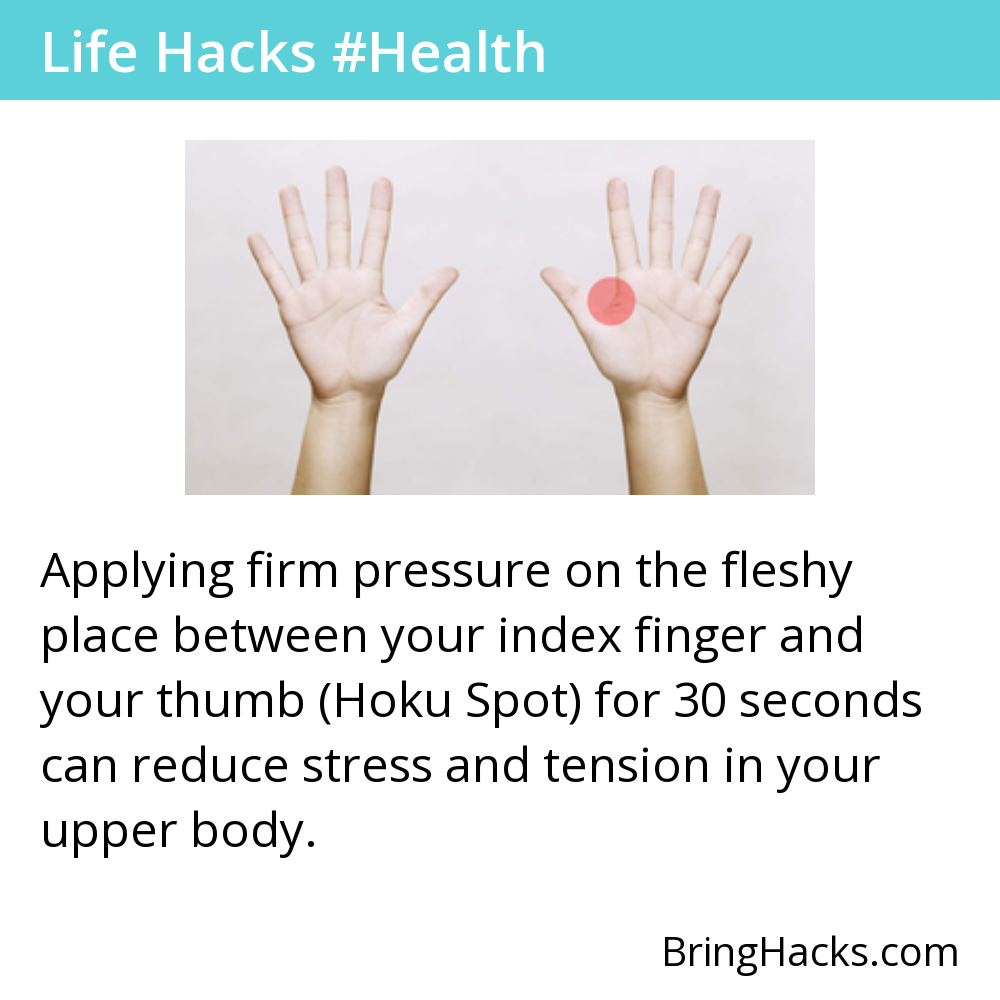 Life Hacks #Health
Applying firm pressure on the fleshy
place between your index finger and
your thumb (Hoku Spot) for 30 seconds
can reduce stress and tension in your
upper body.
BringHacks.com